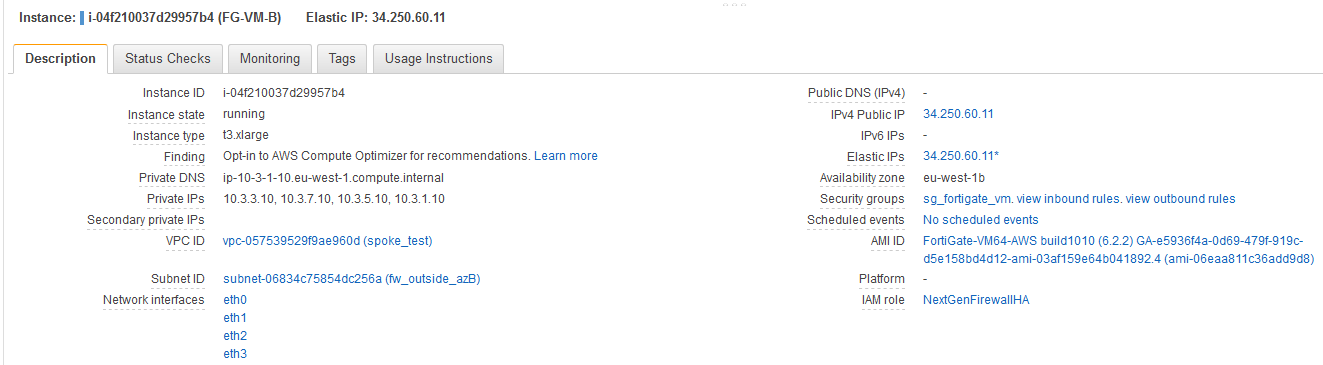 Instance: i-04f210037d29957b4 (FG-VM-B) Elastic IP: 34.250.60.11
Description Status Checks Monitoring Tags Usage Instructions
Instance ID i-04f210037d29957b4
Instance state running
Instance type t3.xlarge
Finding Opt-in to AWS Compute Optimizer for recommendations. Learn more
Private DNS ip-10-3-1-10.eu-west-1.compute.internal
Private IPs 10.3.3.10, 10.3.7.10, 10.3.5.10, 10.3.1.10
Secondary private IPs
VPC ID vpc-057539529f9ae960d (spoke_test)
Subnet ID subnet-06834c75854dc256a (fw_outside_azB)
Network interfaces eth0
eth1
eth2
eth3
Public DNS (IPv4) -
IPv4 Public IP 34.250.60.11
IPv6 IPs -
Elastic IPs 34.250.60.11*
Availability zone eu-west-1b
Security groups sg_fortigate_vm. view inbound rules. view outbound rules
Scheduled events No scheduled events
AMI ID FortiGate-VM64-AWS build1010 (6.2.2) GA-e5936f4a-0d69-479f-919c-
d5e158bd4d12-ami-03af159e64b041892.4 (ami-06eaa811c36add9d8)
Platform -
IAM role NextGenFirewallHA